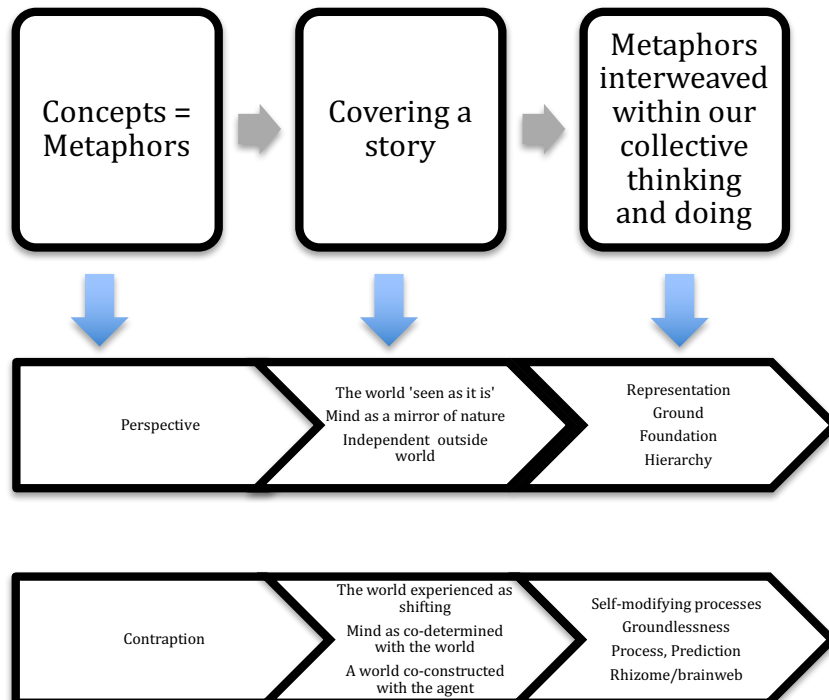 Concepts =
Metaphors
Covering a
story
Metaphors
interweaved
within our
collective
thinking
and doing
Perspective
The world 'seen as it is'
Mind as a mirror of nature
Independent outside
world
Representation
Ground
Foundation
Hierarchy
Contraption
The world experienced as
shifting
Mind as co-determined
with the world
A world co-constructed
with the agent
Self-modifying processes
Groundlessness
Process, Prediction
Rhizome/brainweb